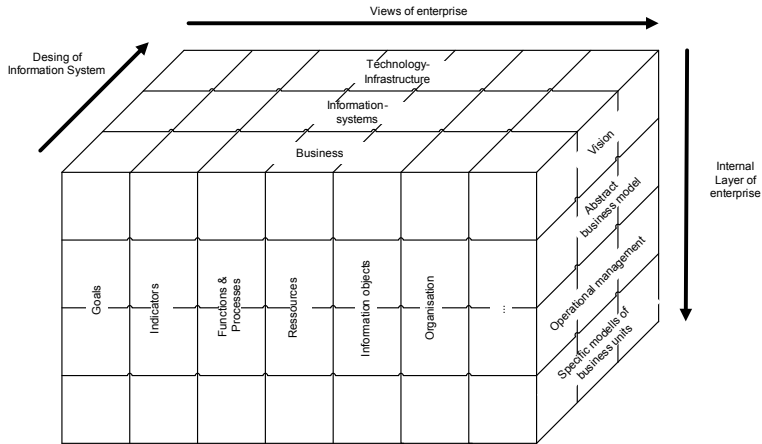 Views of enterprise
Desing of
Information System
Technology-
Infrastructure
Information-
systems
Business
Vision
Abstract
business model
Operational management
Specific modells of
business units
Internal
Layer of
enterprise
Goals
Indicators
Functions &
Processes
Ressources
Information objects
Organisation
...